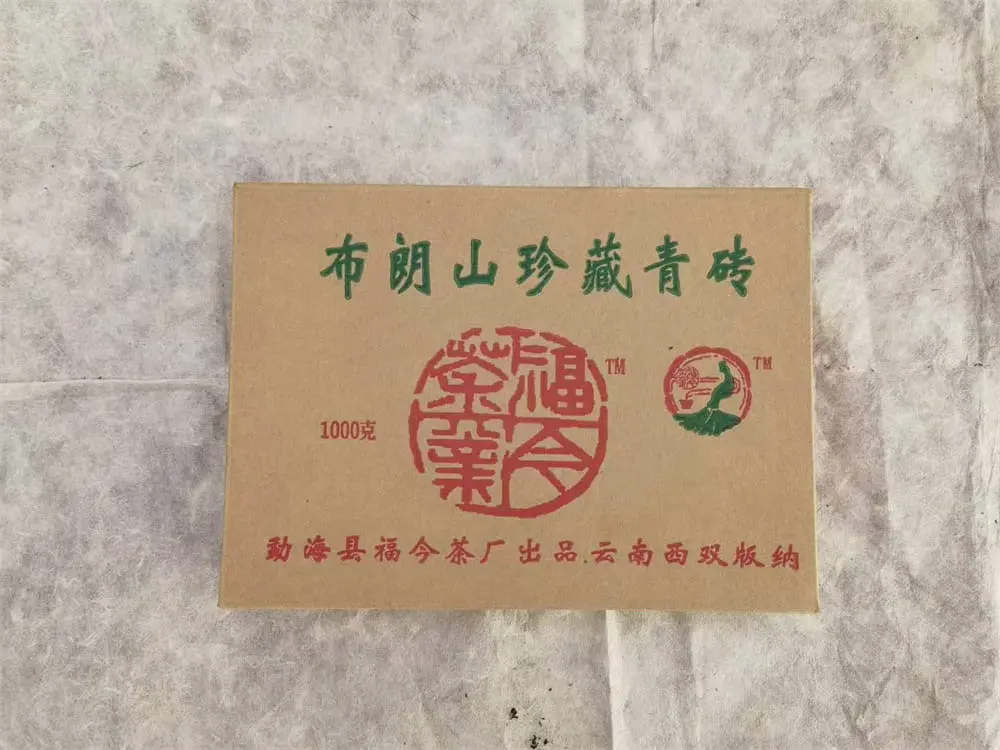 布朗山珍藏青砖
福今茶业 TM
TM
1000克
勐海县福今茶厂出品.云南西双版纳